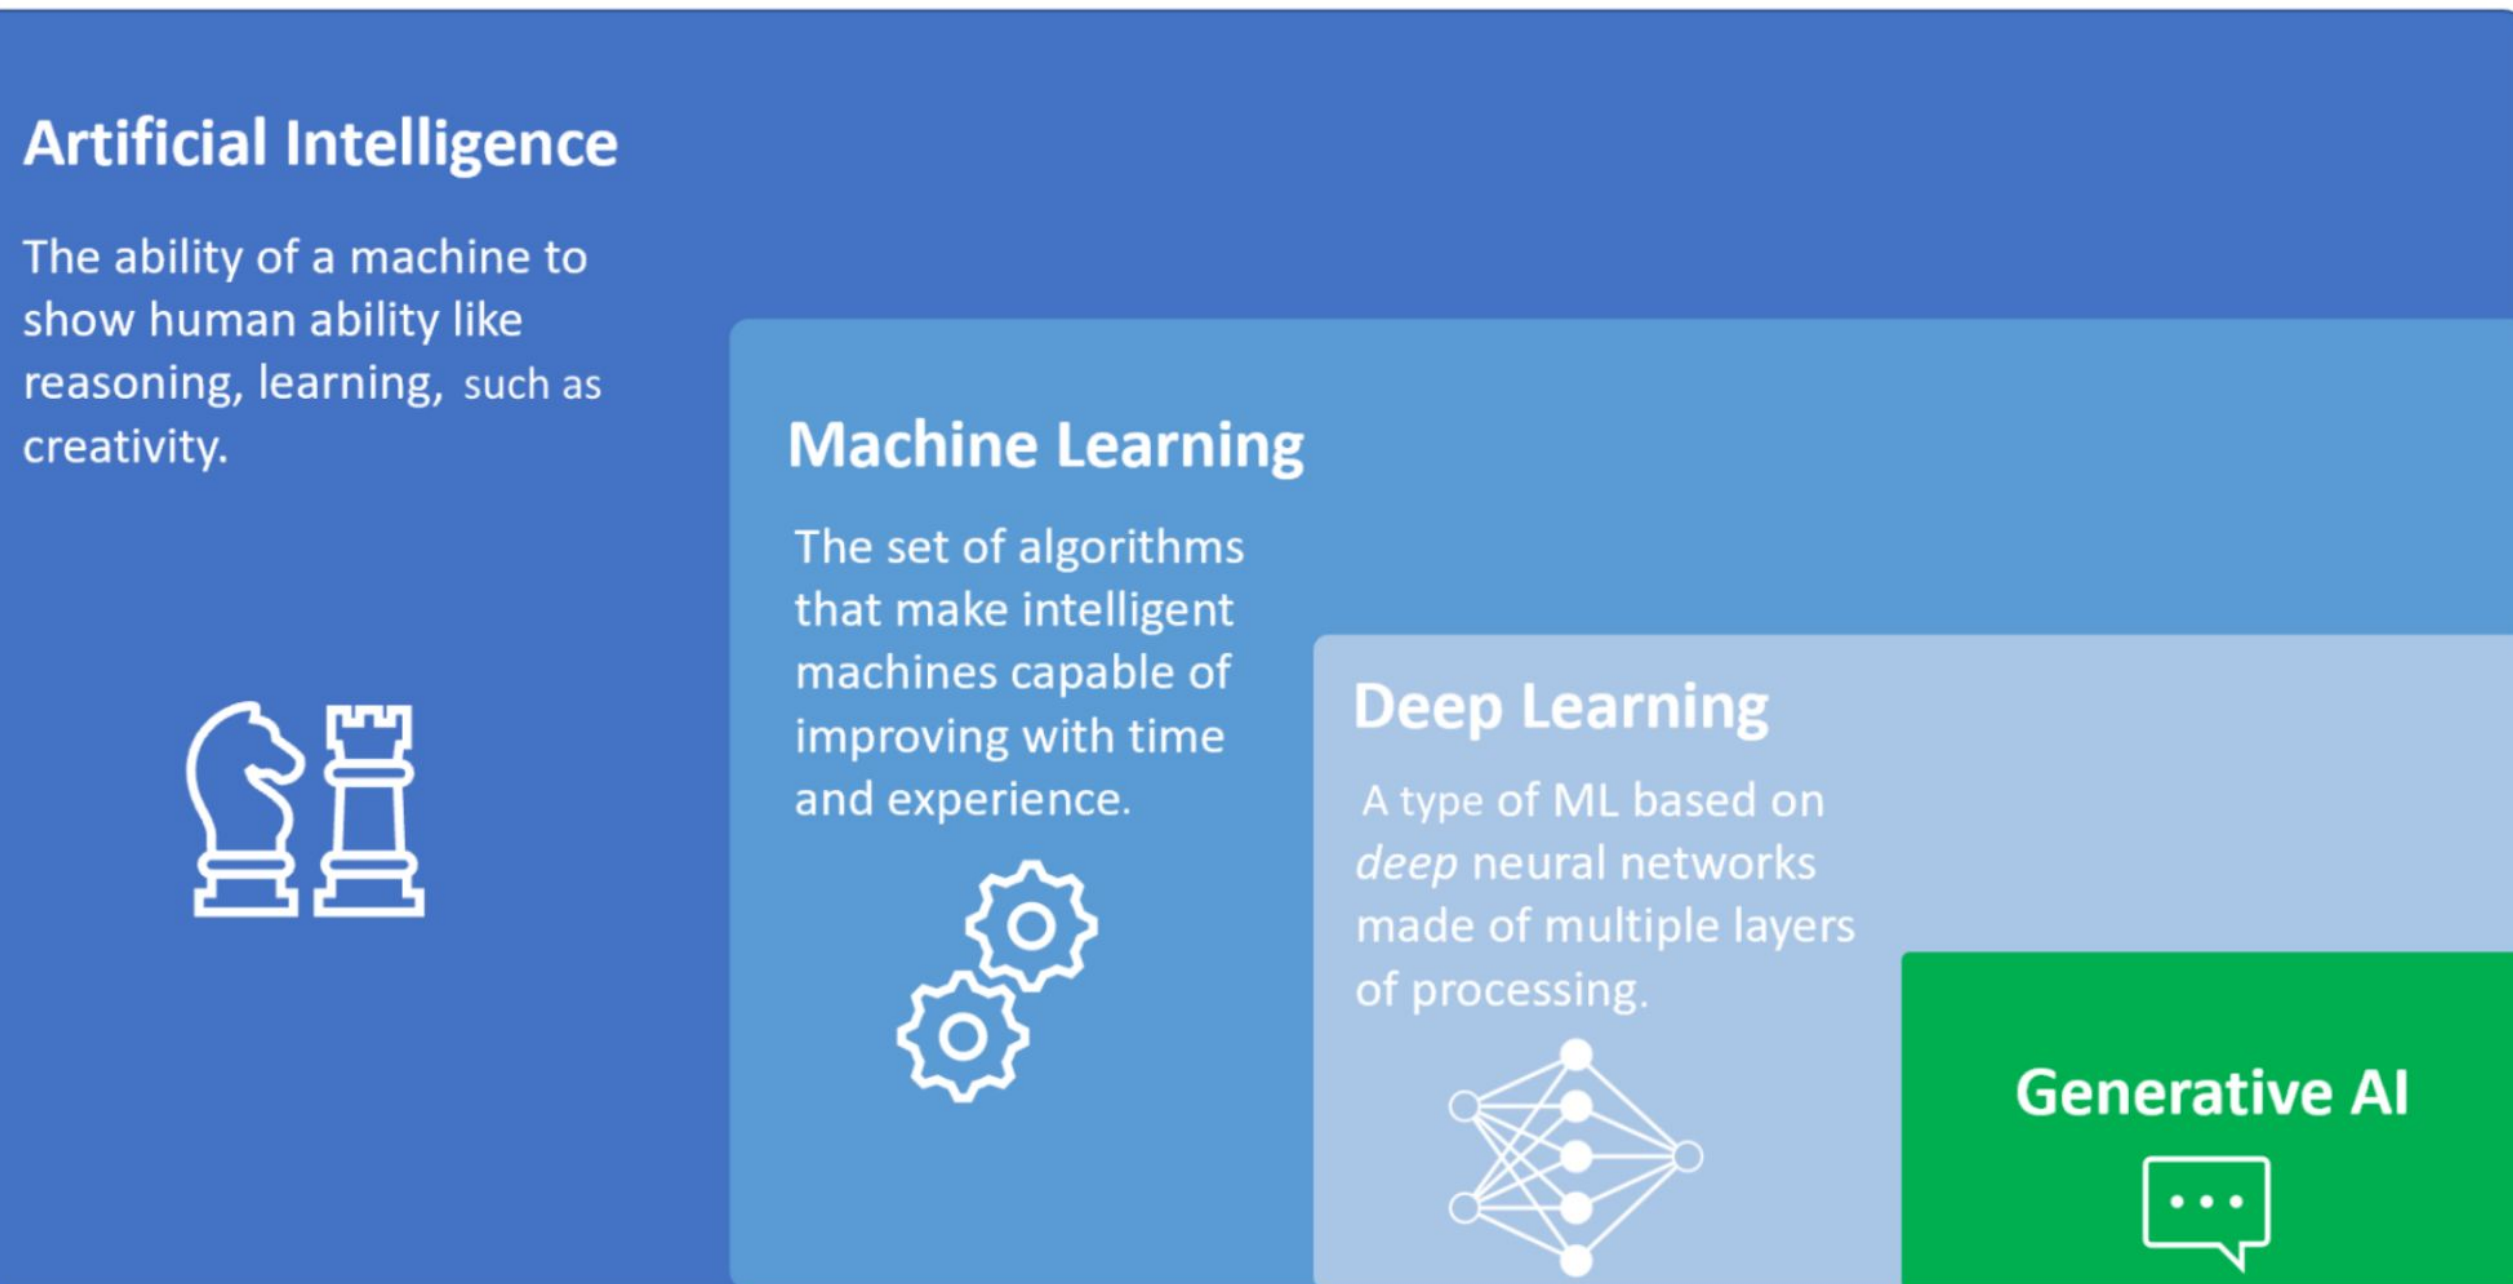 Artificial Intelligence
The ability of a machine to
show human ability like
reasoning, learning, such as
creativity.
Machine Learning
The set of algorithms
that make intelligent
machines capable of
improving with time
and experience.
Deep Learning
A type of ML based on
deep neural networks
made of multiple layers
of processing.
Generative AI